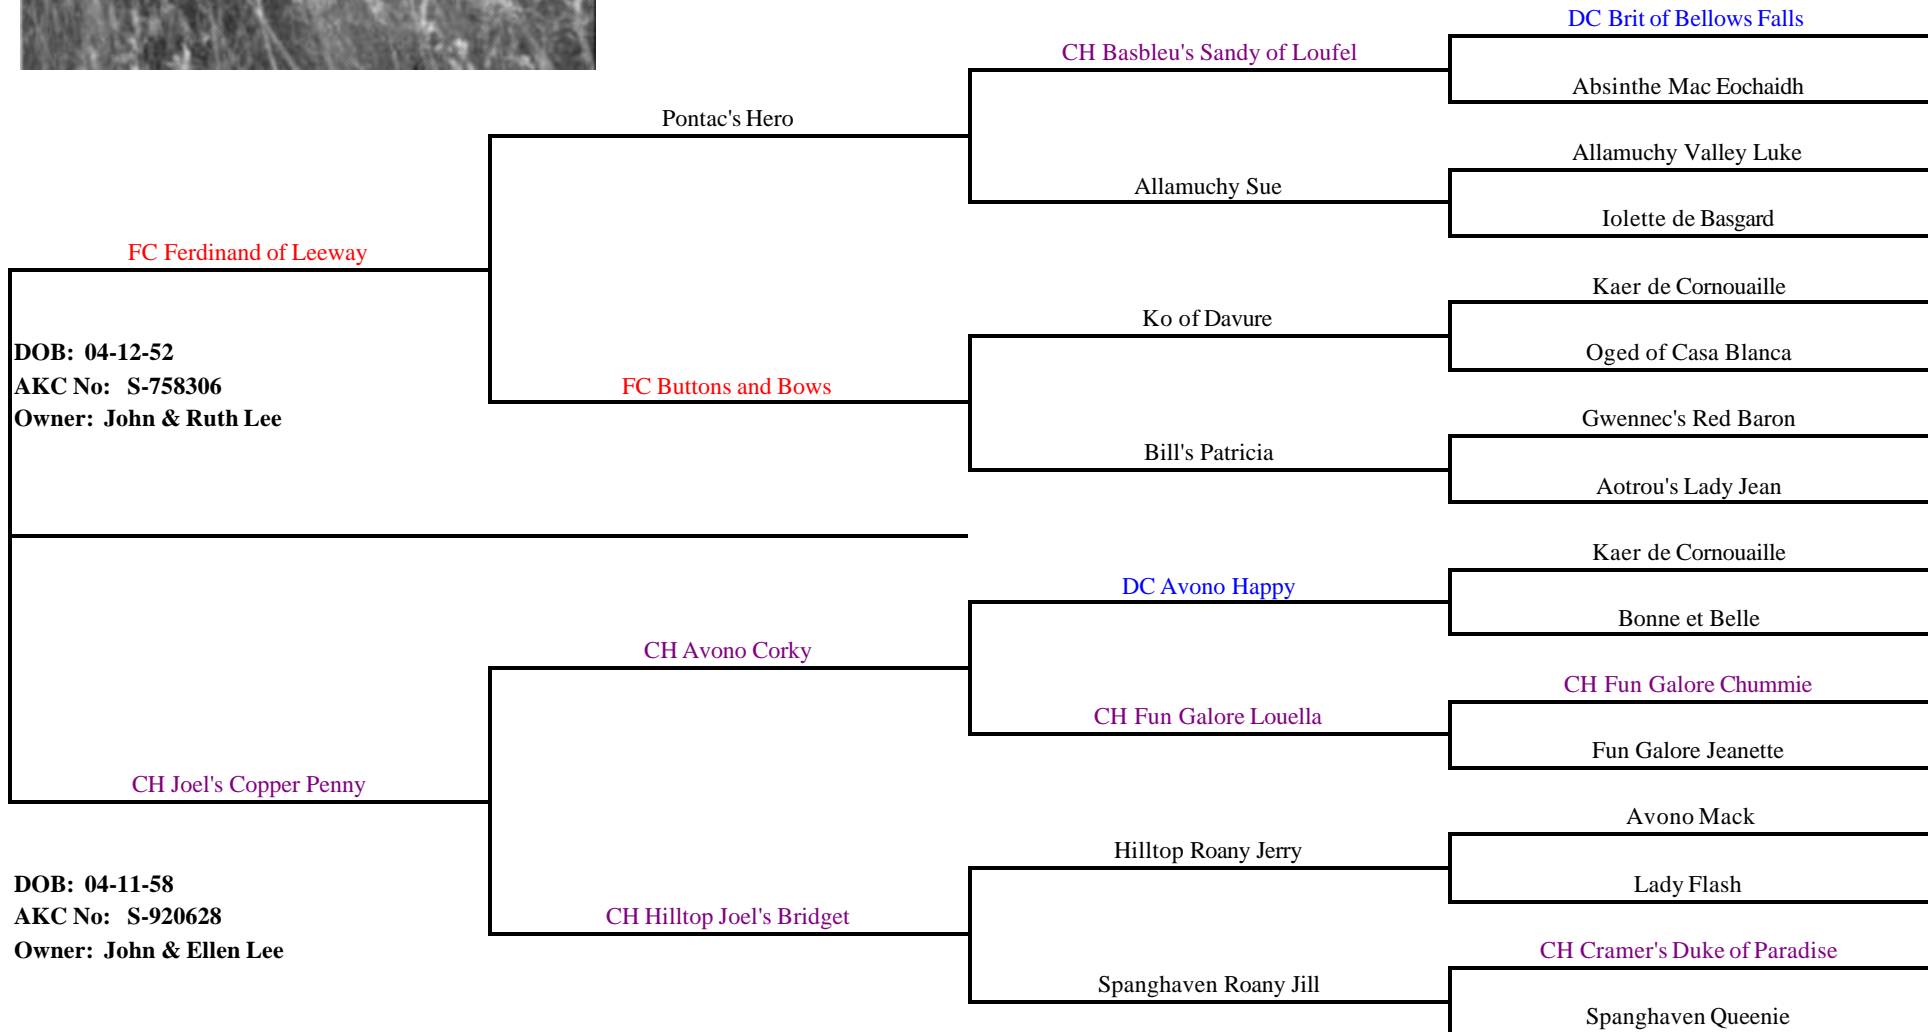 DC Brit of Bellows Falls
CH Basbleu's Sandy of Loufel
Absinthe Mac Eochaidh
Pontac's Hero
Allamuchy Valley Luke
Allamuchy Sue
Iolette de Basgard
FC Ferdinand of Leeway
Kaer de Cornouaille
Ko of Davure
DOB: 04-12-52
Oged of Casa Blanca
AKC No: S-758306
FC Buttons and Bows
Owner: John & Ruth Lee
Gwennec's Red Baron
Bill's Patricia
Aotrou's Lady Jean
Kaer de Cornouaille
DC Avono Happy
Bonne et Belle
CH Avono Corky
CH Fun Galore Chummie
CH Fun Galore Louella
Fun Galore Jeanette
CH Joel's Copper Penny
Avono Mack
Hilltop Roany Jerry
DOB: 04-11-58
Lady Flash
AKC No: S-920628
CH Hilltop Joel's Bridget
Owner: John & Ellen Lee
CH Cramer's Duke of Paradise
Spanghaven Roany Jill
Spanghaven Queenie